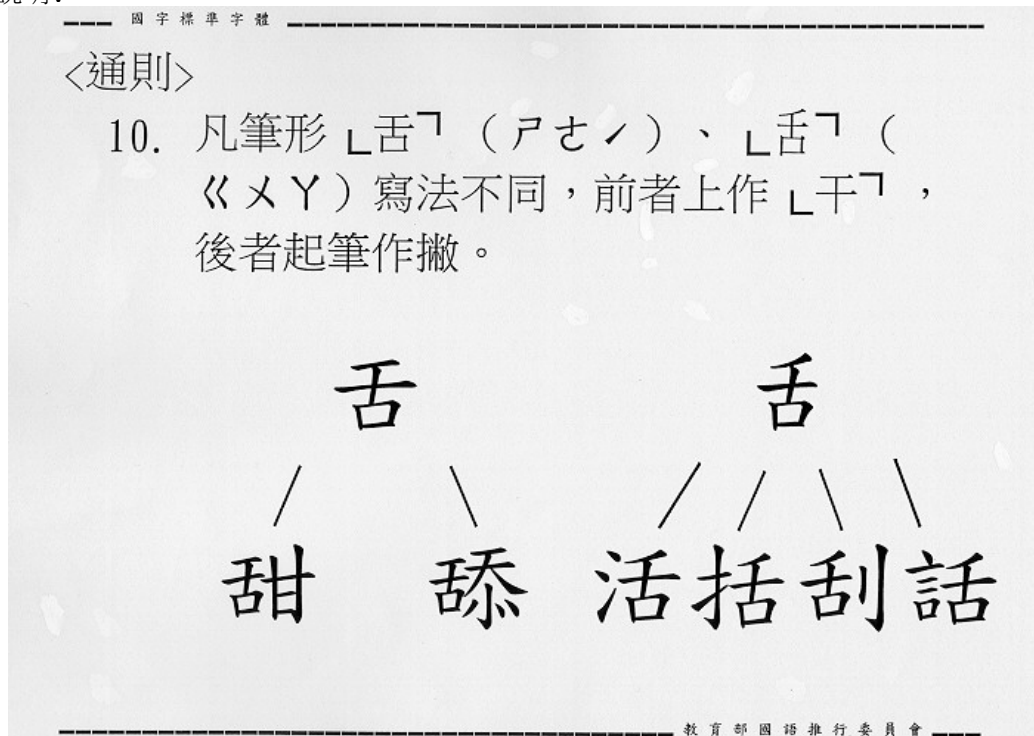 說明:
國字標準字體
<通則>
10. 凡筆形﹂舌﹁(ㄕㄜˊ)、﹂舌﹁(
ㄍㄨㄚ)寫法不同,前者上作﹂干﹁,
後者起筆作撇。
舌 舌
甜 舔 活 括 刮 話
教育部國語推行委員會